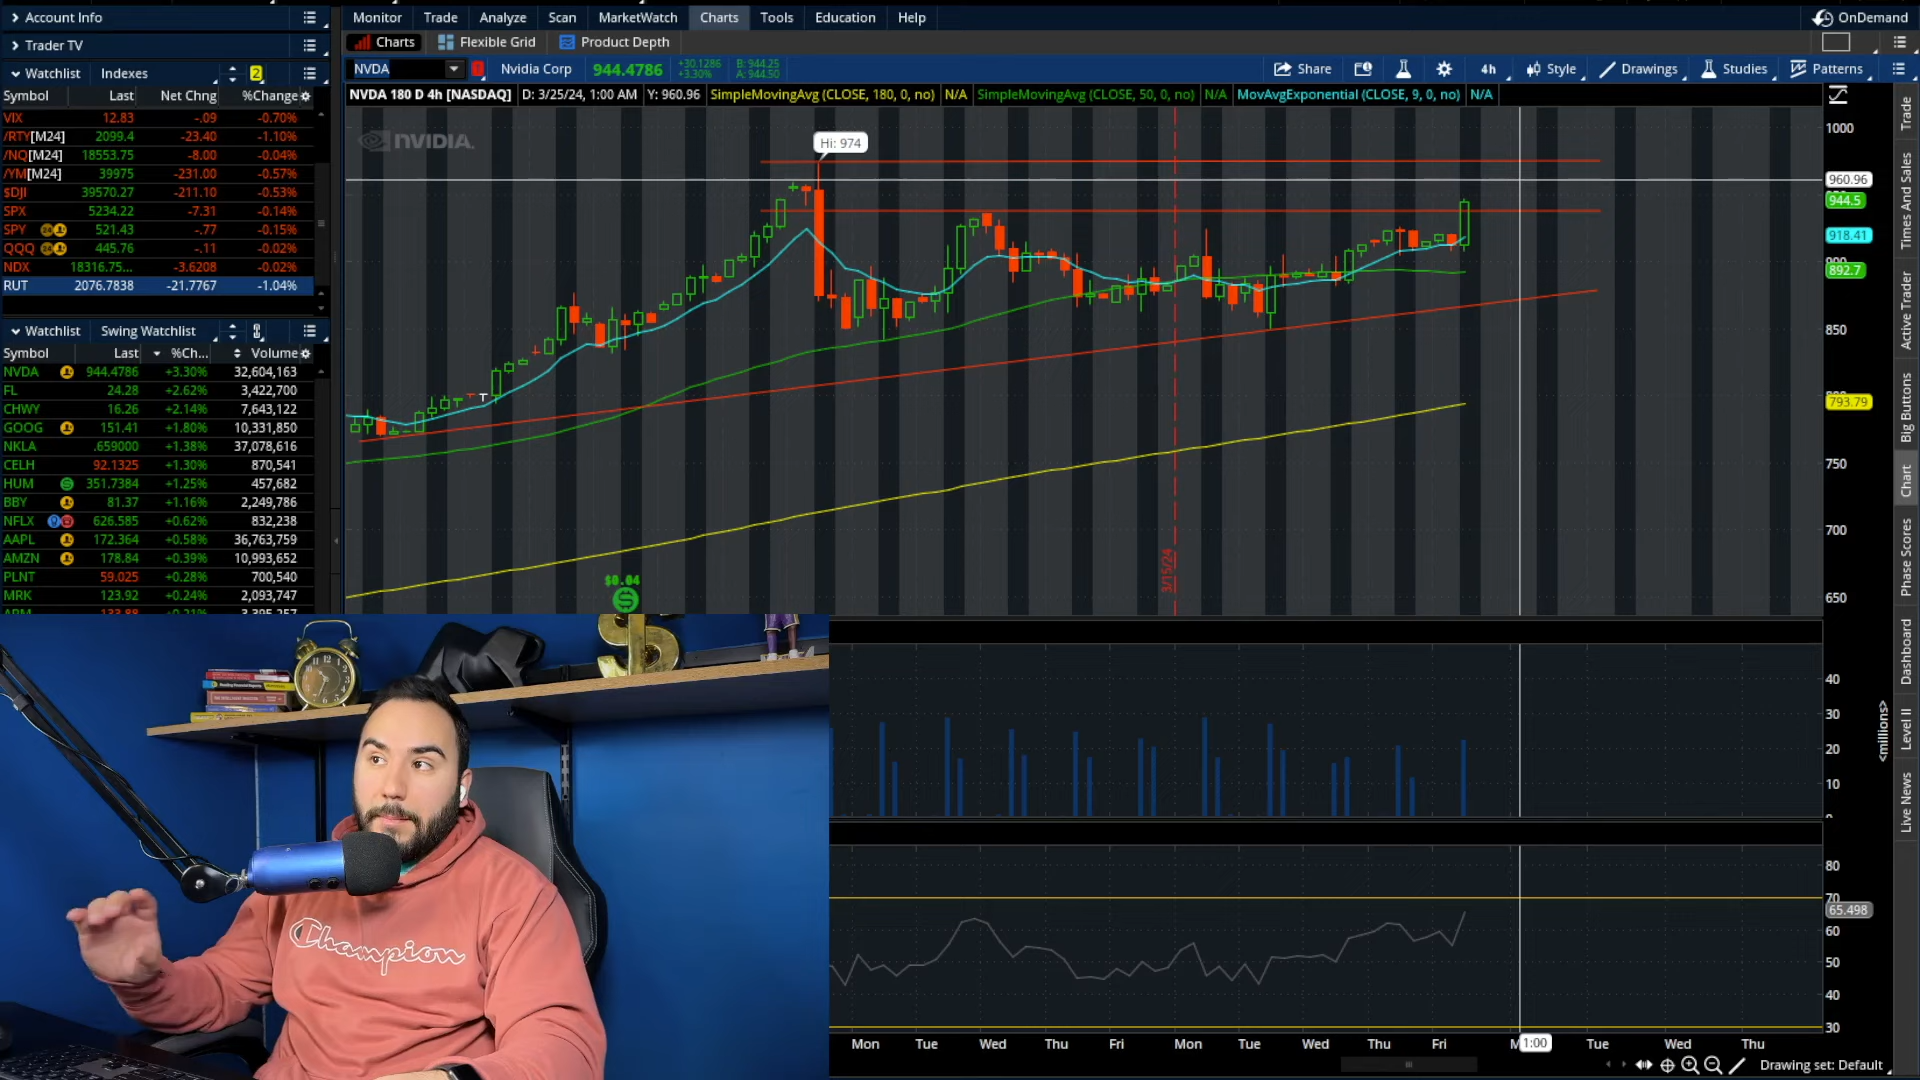 Account Info
Trader TV
Watchlist Indexes 2
Symbol Last Net Chng %Change
VIX 12.83 -.09 -0.70%
/RTY[M24] 2099.4 -23.40 -1.10%
/NQ[M24] 18553.75 -8.00 -0.04%
/YM[M24] 39975 -231.00 -0.57%
$DJI 39570.27 -211.10 -0.53%
SPX 5234.22 -7.31 -0.14%
SPY 521.43 -.77 -0.15%
QQQ 445.76 -.11 -0.02%
NDX 18316.75... -3.6208 -0.02%
RUT 2076.7838 -21.7767 -1.04%
Watchlist Swing Watchlist
Symbol Last %Ch... Volume
NVDA 944.4786 +3.30% 32,604,163
FL 24.28 +2.62% 3,422,700
CHWY 16.26 +2.14% 7,643,122
GOOG 151.41 +1.80% 10,331,850
NKLA .659000 +1.38% 37,078,616
CELH 92.1325 +1.30% 870,541
HUM 351.7384 +1.25% 457,682
BBY 81.37 +1.16% 2,249,786
NFLX 626.585 +0.62% 832,238
AAPL 172.364 +0.58% 36,763,759
AMZN 178.84 +0.39% 10,993,652
PLNT 59.025 +0.28% 700,540
MRK 123.92 +0.24% 2,093,747
Monitor Trade Analyze Scan MarketWatch Charts Tools Education Help OnDemand
Charts Flexible Grid Product Depth
NVDA Nvidia Corp 944.4786 +30.1286 +3.30% B: 944.25 A: 944.50 Share 4h Style Drawings Studies Patterns
NVDA 180 D 4h [NASDAQ] D: 3/25/24, 1:00 AM Y: 960.96 SimpleMovingAvg (CLOSE, 180, 0, no) N/A SimpleMovingAvg (CLOSE, 50, 0, no) N/A MovAvgExponential (CLOSE, 9, 0, no) N/A
NVIDIA.
Hi: 974
1000
960.96
944.5
918.41
892.7
850
793.79
750
700
650
T
3/15/24
$0.04
40
30
20
10
<millions>
80
70
65.498
60
50
40
30
Mon Tue Wed Thu Fri Mon Tue Wed Thu Fri 1:00 Tue Wed Thu
Drawing set: Default
Trade
Times And Sales
Active Trader
Big Buttons
Chart
Phase Scores
Dashboard
Level II
Live News
Champion